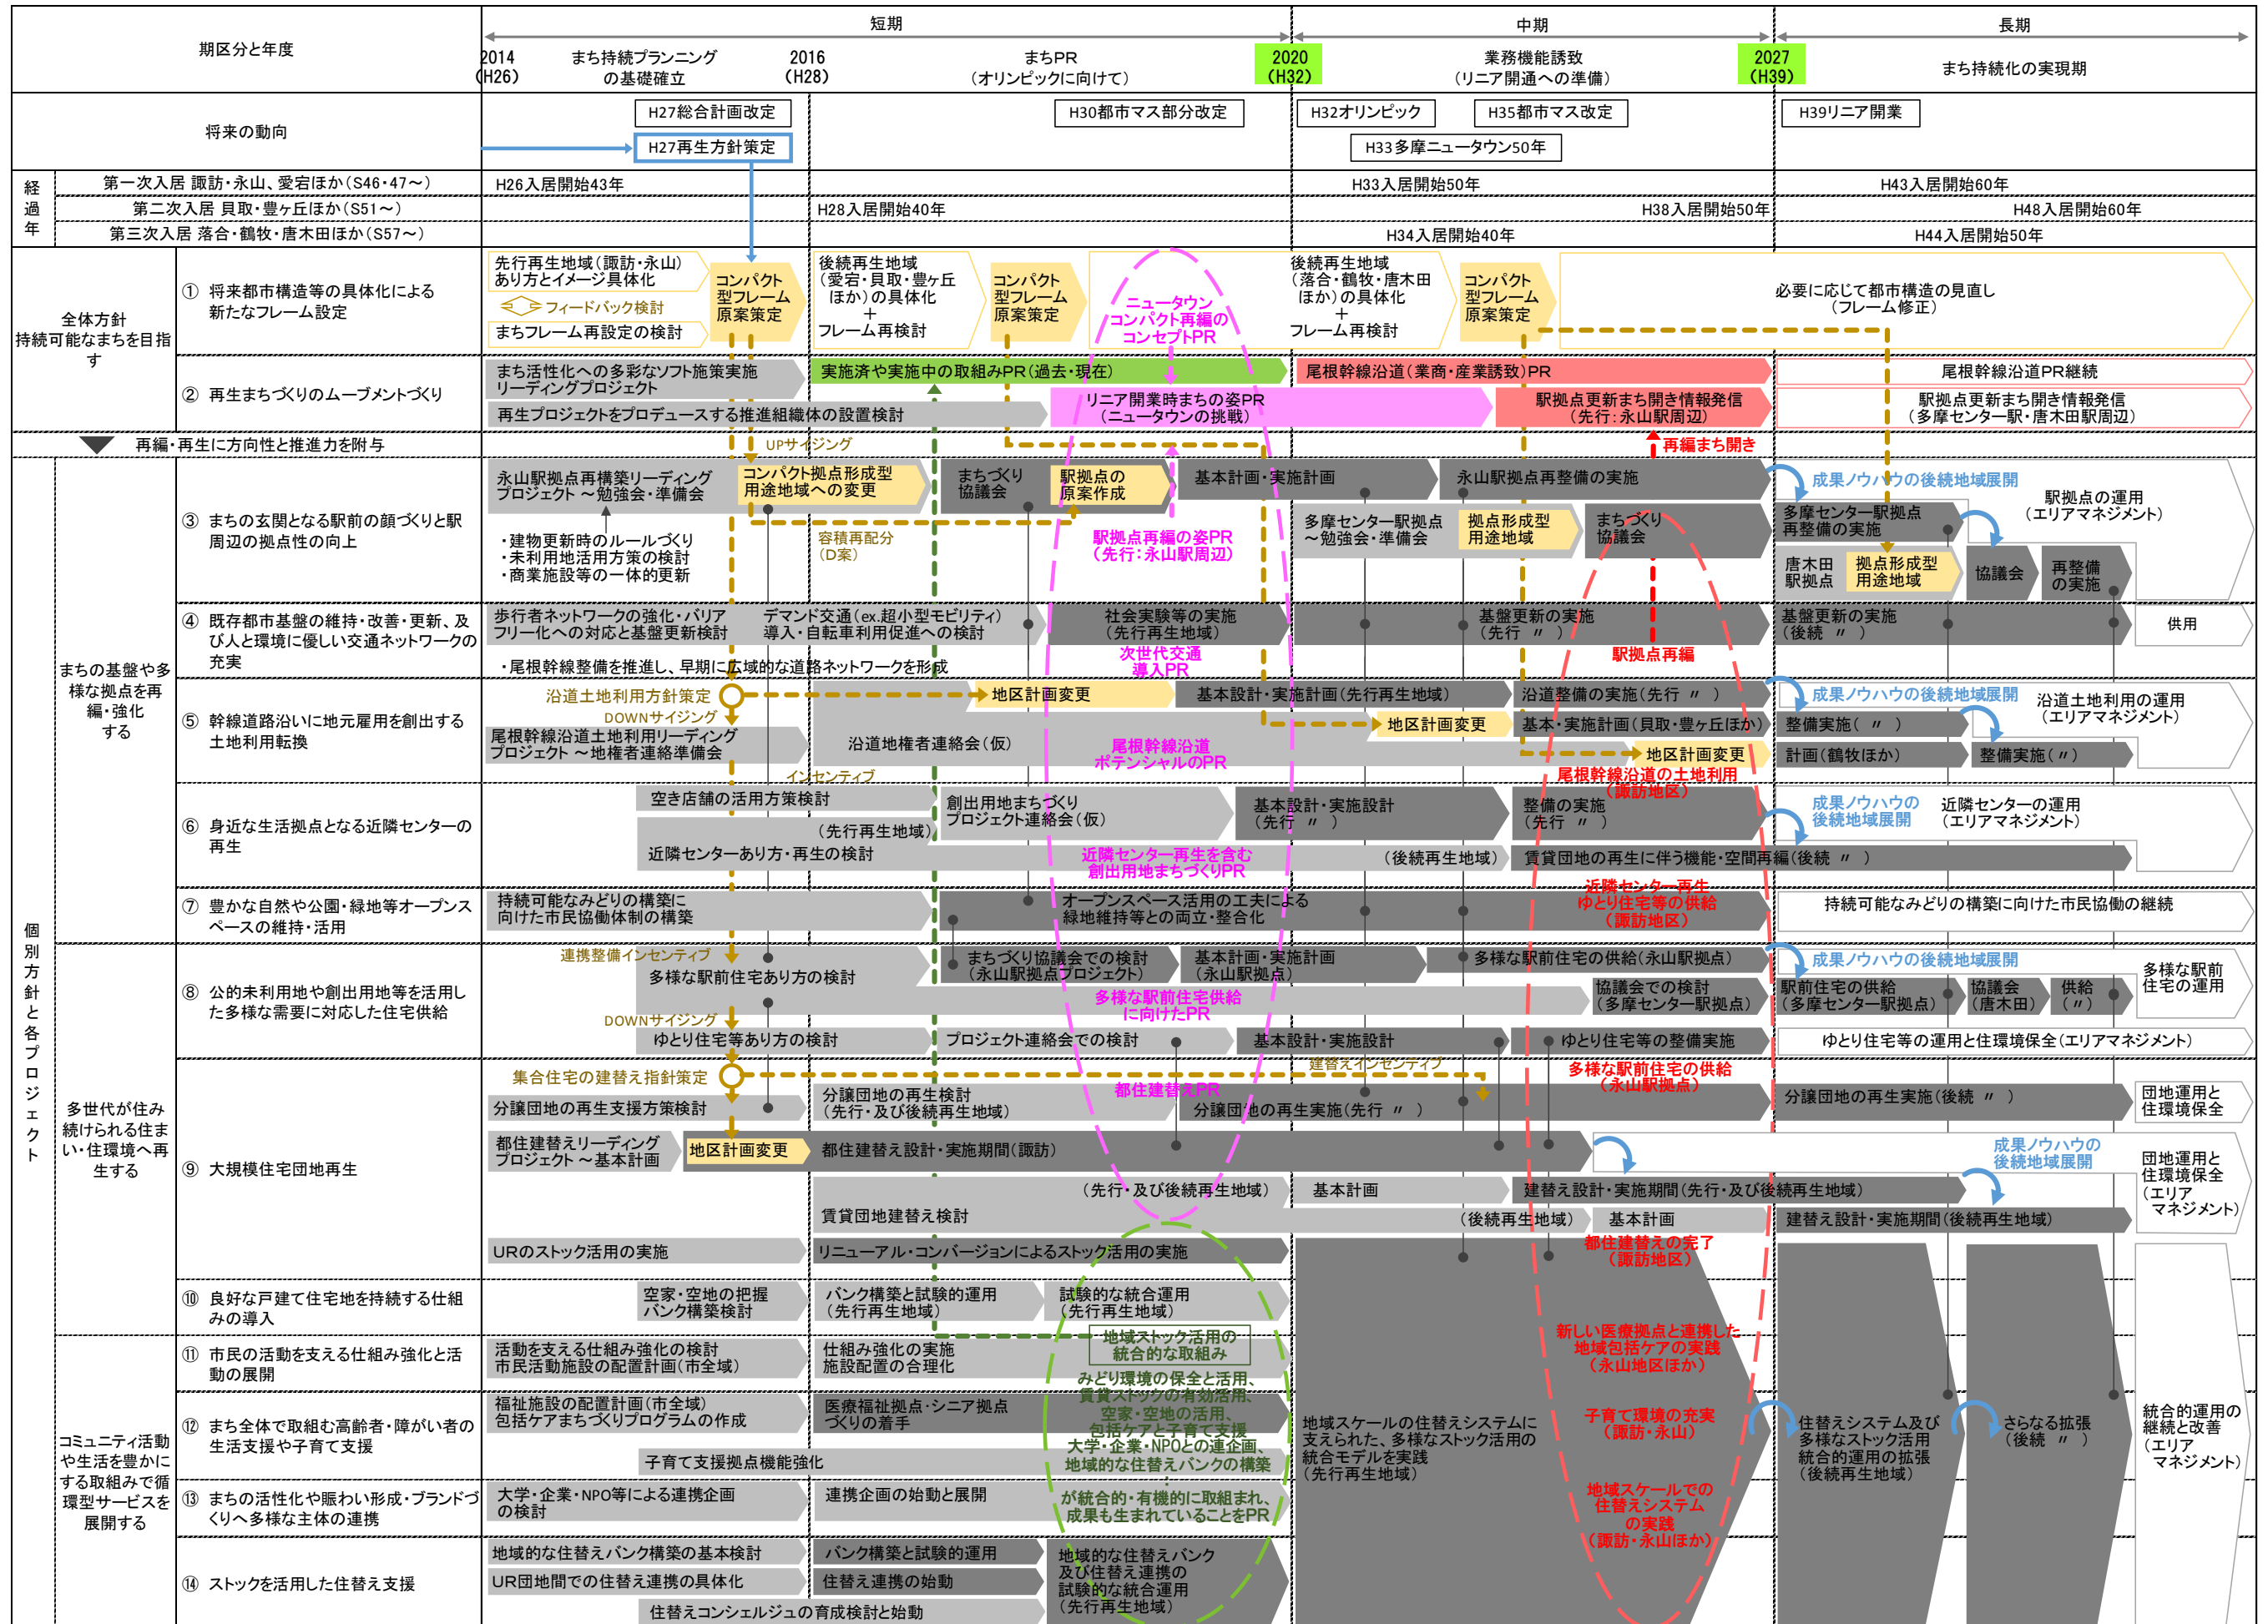 期区分と年度
短期
中期
長期
2014
(H26)
まち持続プランニング
の基礎確立
2016
(H28)
まちPR
(オリンピックに向けて)
2020
(H32)
業務機能誘致
(リニア開通への準備)
2027
(H39)
まち持続化の実現期
将来の動向
H27総合計画改定
H27再生方針策定
H30都市マス部分改定
H32オリンピック
H35都市マス改定
H33多摩ニュータウン50年
H39リニア開業
経過年
第一次入居 諏訪・永山、愛宕ほか(S46・47～)
H26入居開始43年
H33入居開始50年
H43入居開始60年
第二次入居 貝取・豊ヶ丘ほか(S51～)
H28入居開始40年
H38入居開始50年
H48入居開始60年
第三次入居 落合・鶴牧・唐木田ほか(S57～)
H34入居開始40年
H44入居開始50年
全体方針
持続可能なまちを目指
す
① 将来都市構造等の具体化による
新たなフレーム設定
先行再生地域(諏訪・永山)
あり方とイメージ具体化
フィードバック検討
まちフレーム再設定の検討
コンパクト
型フレーム
原案策定
後続再生地域
(愛宕・貝取・豊ヶ丘
ほか)の具体化
＋
フレーム再検討
コンパクト
型フレーム
原案策定
ニュータウン
コンパクト再編の
コンセプトPR
後続再生地域
(落合・鶴牧・唐木田
ほか)の具体化
＋
フレーム再検討
コンパクト
型フレーム
原案策定
必要に応じて都市構造の見直し
(フレーム修正)
② 再生まちづくりのムーブメントづくり
まち活性化への多彩なソフト施策実施
リーディングプロジェクト
実施済や実施中の取組みPR(過去・現在)
尾根幹線沿道(業商・産業誘致)PR
尾根幹線沿道PR継続
再生プロジェクトをプロデュースする推進組織体の設置検討
リニア開業時まちの姿PR
(ニュータウンの挑戦)
駅拠点更新まち開き情報発信
(先行:永山駅周辺)
駅拠点更新まち開き情報発信
(多摩センター駅・唐木田駅周辺)
再編・再生に方向性と推進力を附与
UPサイジング
再編まち開き
個別方針と各プロジェクト
まちの基盤や多
様な拠点を再
編・強化
する
③ まちの玄関となる駅前の顔づくりと駅
周辺の拠点性の向上
永山駅拠点再構築リーディング
プロジェクト ～勉強会・準備会
コンパクト拠点形成型
用途地域への変更
まちづくり
協議会
駅拠点の
原案作成
基本計画・実施計画
永山駅拠点再整備の実施
成果ノウハウの後続地域展開
駅拠点の運用
(エリアマネジメント)
・建物更新時のルールづくり
・未利用地活用方策の検討
・商業施設等の一体的更新
容積再配分
(D案)
駅拠点再編の姿PR
(先行:永山駅周辺)
多摩センター駅拠点
～勉強会・準備会
拠点形成型
用途地域
まちづくり
協議会
多摩センター駅拠点
再整備の実施
唐木田
駅拠点
拠点形成型
用途地域
協議会
再整備
の実施
④ 既存都市基盤の維持・改善・更新、及
び人と環境に優しい交通ネットワークの
充実
歩行者ネットワークの強化・バリア
フリー化への対応と基盤更新検討
デマンド交通(ex.超小型モビリティ)
導入・自転車利用促進への検討
社会実験等の実施
(先行再生地域)
基盤更新の実施
(先行 〃 )
基盤更新の実施
(後続 〃 )
供用
・尾根幹線整備を推進し、早期に広域的な道路ネットワークを形成
次世代交通
導入PR
駅拠点再編
⑤ 幹線道路沿いに地元雇用を創出する
土地利用転換
沿道土地利用方針策定
地区計画変更
基本設計・実施計画(先行再生地域)
沿道整備の実施(先行 〃 )
成果ノウハウの後続地域展開
沿道土地利用の運用
(エリアマネジメント)
DOWNサイジング
尾根幹線沿道土地利用リーディング
プロジェクト ～地権者連絡準備会
沿道地権者連絡会(仮)
尾根幹線沿道
ポテンシャルのPR
地区計画変更
基本・実施計画(貝取・豊ヶ丘ほか)
整備実施( 〃 )
地区計画変更
計画(鶴牧ほか)
整備実施(〃)
インセンティブ
尾根幹線沿道の土地利用
(諏訪地区)
⑥ 身近な生活拠点となる近隣センターの
再生
空き店舗の活用方策検討
(先行再生地域)
近隣センターあり方・再生の検討
創出用地まちづくり
プロジェクト連絡会(仮)
基本設計・実施設計
(先行 〃 )
整備の実施
(先行 〃 )
成果ノウハウの
後続地域展開
近隣センターの運用
(エリアマネジメント)
近隣センター再生を含む
創出用地まちづくりPR
(後続再生地域)
賃貸団地の再生に伴う機能・空間再編(後続 〃 )
⑦ 豊かな自然や公園・緑地等オープンス
ペースの維持・活用
持続可能なみどりの構築に
向けた市民協働体制の構築
オープンスペース活用の工夫による
緑地維持等との両立・整合化
近隣センター再生
ゆとり住宅等の供給
(諏訪地区)
持続可能なみどりの構築に向けた市民協働の継続
多世代が住み
続けられる住ま
い・住環境へ再
生する
⑧ 公的未利用地や創出用地等を活用し
た多様な需要に対応した住宅供給
連携整備インセンティブ
多様な駅前住宅あり方の検討
まちづくり協議会での検討
(永山駅拠点プロジェクト)
基本計画・実施計画
(永山駅拠点)
多様な駅前住宅の供給(永山駅拠点)
成果ノウハウの後続地域展開
多様な駅前
住宅の運用
多様な駅前住宅供給
に向けたPR
協議会での検討
(多摩センター駅拠点)
駅前住宅の供給
(多摩センター駅拠点)
協議会
(唐木田)
供給
(〃)
DOWNサイジング
ゆとり住宅等あり方の検討
プロジェクト連絡会での検討
基本設計・実施設計
ゆとり住宅等の整備実施
ゆとり住宅等の運用と住環境保全(エリアマネジメント)
⑨ 大規模住宅団地再生
集合住宅の建替え指針策定
建替えインセンティブ
多様な駅前住宅の供給
(永山駅拠点)
分譲団地の再生支援方策検討
分譲団地の再生検討
(先行・及び後続再生地域)
都住建替えPR
分譲団地の再生実施(先行 〃 )
分譲団地の再生実施(後続 〃 )
団地運用と
住環境保全
都住建替えリーディング
プロジェクト ～基本計画
地区計画変更
都住建替え設計・実施期間(諏訪)
成果ノウハウの
後続地域展開
団地運用と
住環境保全
(エリア
マネジメント)
(先行・及び後続再生地域)
基本計画
建替え設計・実施期間(先行・及び後続再生地域)
賃貸団地建替え検討
(後続再生地域)
基本計画
建替え設計・実施期間(後続再生地域)
URのストック活用の実施
リニューアル・コンバージョンによるストック活用の実施
都住建替えの完了
(諏訪地区)
⑩ 良好な戸建て住宅地を持続する仕組
みの導入
空家・空地の把握
バンク構築検討
バンク構築と試験的運用
(先行再生地域)
試験的な統合運用
(先行再生地域)
コミュニティ活動
や生活を豊かに
する取組みで循
環型サービスを
展開する
⑪ 市民の活動を支える仕組み強化と活
動の展開
活動を支える仕組み強化の検討
市民活動施設の配置計画(市全域)
仕組み強化の実施
施設配置の合理化
地域ストック活用の
統合的な取組み
新しい医療拠点と連携した
地域包括ケアの実践
(永山地区ほか)
みどり環境の保全と活用、
賃貸ストックの有効活用、
空家・空地の活用、
包括ケアと子育て支援
大学・企業・NPOとの連企画、
地域的な住替えバンクの構築
：
が統合的・有機的に取組まれ、
成果も生まれていることをPR
⑫ まち全体で取組む高齢者・障がい者の
生活支援や子育て支援
福祉施設の配置計画(市全域)
包括ケアまちづくりプログラムの作成
医療福祉拠点・シニア拠点
づくりの着手
子育て支援拠点機能強化
地域スケールの住替えシステムに
支えられた、多様なストック活用の
統合モデルを実践
(先行再生地域)
子育て環境の充実
(諏訪・永山)
住替えシステム及び
多様なストック活用
統合的運用の拡張
(後続再生地域)
さらなる拡張
(後続 〃 )
統合的運用の
継続と改善
(エリア
マネジメント)
⑬ まちの活性化や賑わい形成・ブランドづ
くりへ多様な主体の連携
大学・企業・NPO等による連携企画
の検討
連携企画の始動と展開
地域スケールでの
住替えシステム
の実践
(諏訪・永山ほか)
⑭ ストックを活用した住替え支援
地域的な住替えバンク構築の基本検討
バンク構築と試験的運用
地域的な住替えバンク
及び住替え連携の
試験的な統合運用
(先行再生地域)
UR団地間での住替え連携の具体化
住替え連携の始動
住替えコンシェルジュの育成検討と始動